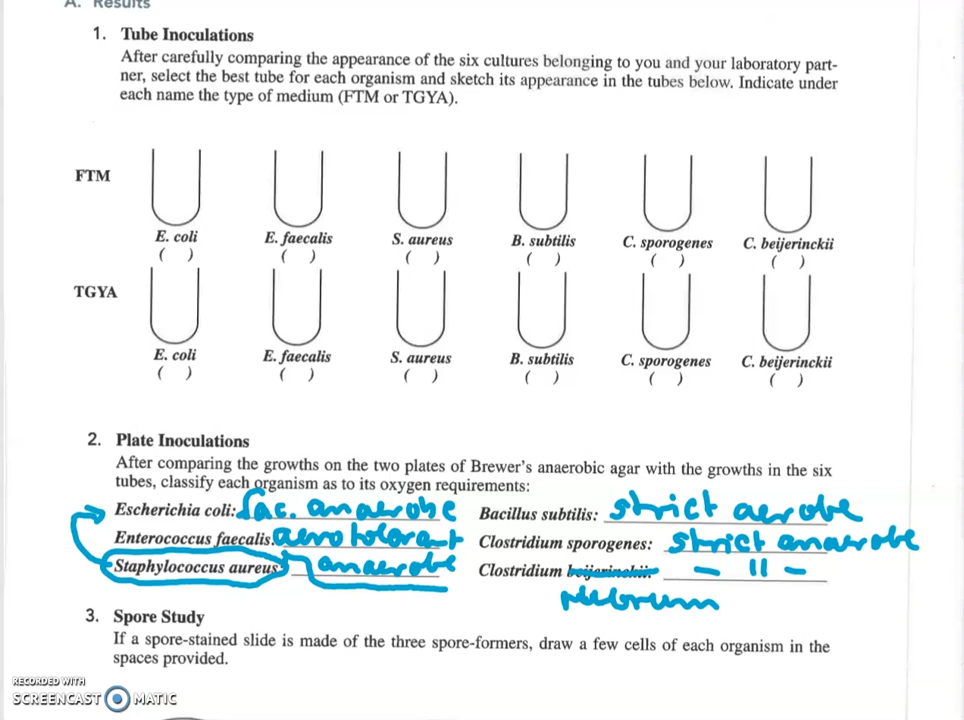 A. Results
1. Tube Inoculations
After carefully comparing the appearance of the six cultures belonging to you and your laboratory part-
ner, select the best tube for each organism and sketch its appearance in the tubes below. Indicate under
each name the type of medium (FTM or TGYA).
FTM
E. coli E. faecalis S. aureus B. subtilis C. sporogenes C. beijerinckii
( ) ( ) ( ) ( ) ( ) ( )
TGYA
E. coli E. faecalis S. aureus B. subtilis C. sporogenes C. beijerinckii
( ) ( ) ( ) ( ) ( ) ( )
2. Plate Inoculations
After comparing the growths on the two plates of Brewer's anaerobic agar with the growths in the six
tubes, classify each organism as to its oxygen requirements:
Escherichia coli: fac. anaerobe Bacillus subtilis: strict aerobe
Enterococcus faecalis: aerotolerant Clostridium sporogenes: strict anaerobe
Staphylococcus aureus: anaerobe Clostridium beijerinckii: – 11 –
3. Spore Study
If a spore-stained slide is made of the three spore-formers, draw a few cells of each organism in the
spaces provided.
RECORDED WITH
SCREENCAST MATIC